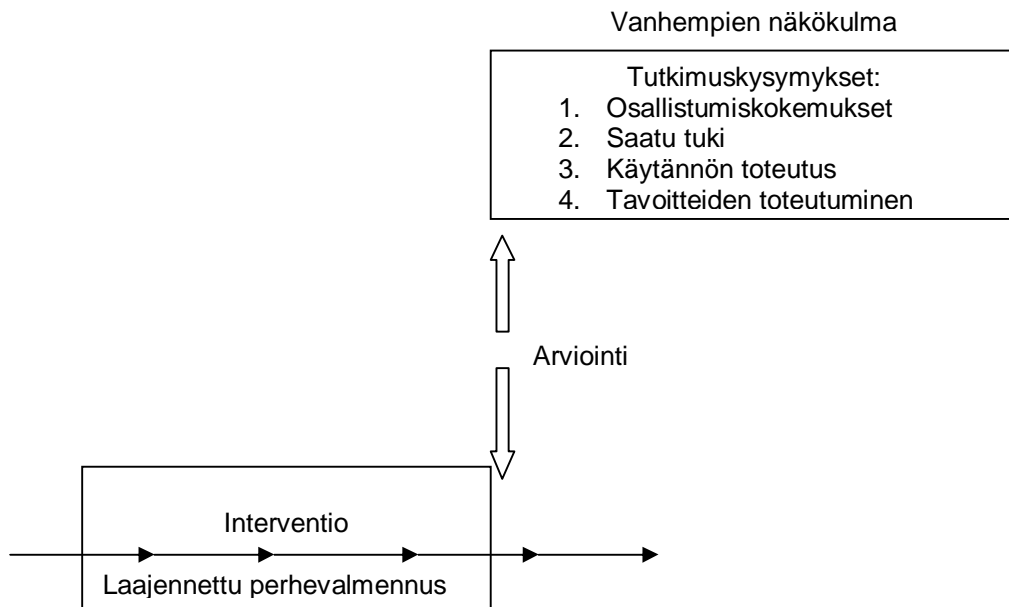 Vanhempien näkökulma
Tutkimuskysymykset:
1. Osallistumiskokemukset
2. Saatu tuki
3. Käytännön toteutus
4. Tavoitteiden toteutuminen
Arviointi
Interventio
Laajennettu perhevalmennus